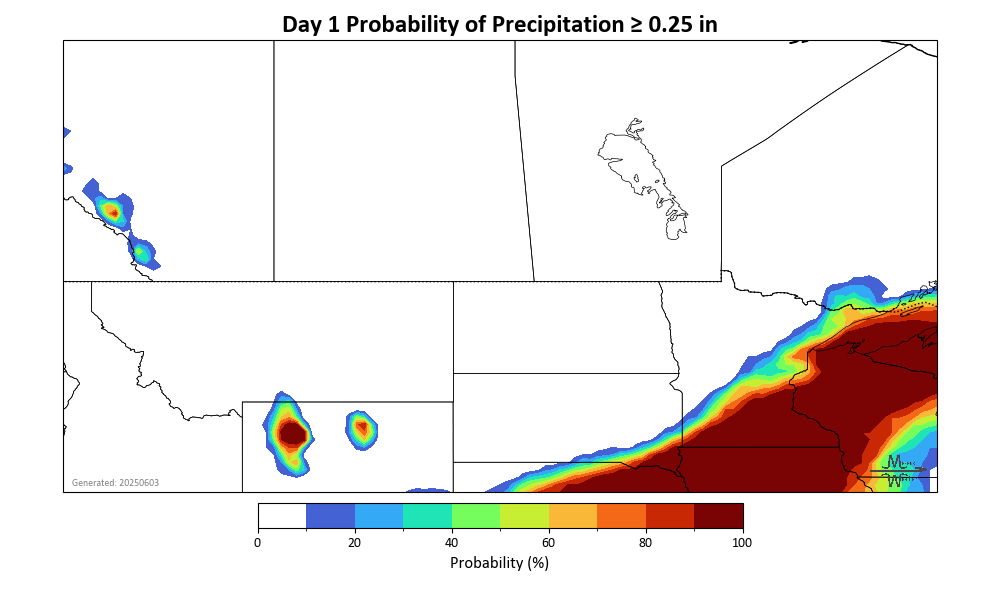 Day 1 Probability of Precipitation ≥ 0.25 in
Generated: 20250603
0 20 40 60 80 100
Probability (%)